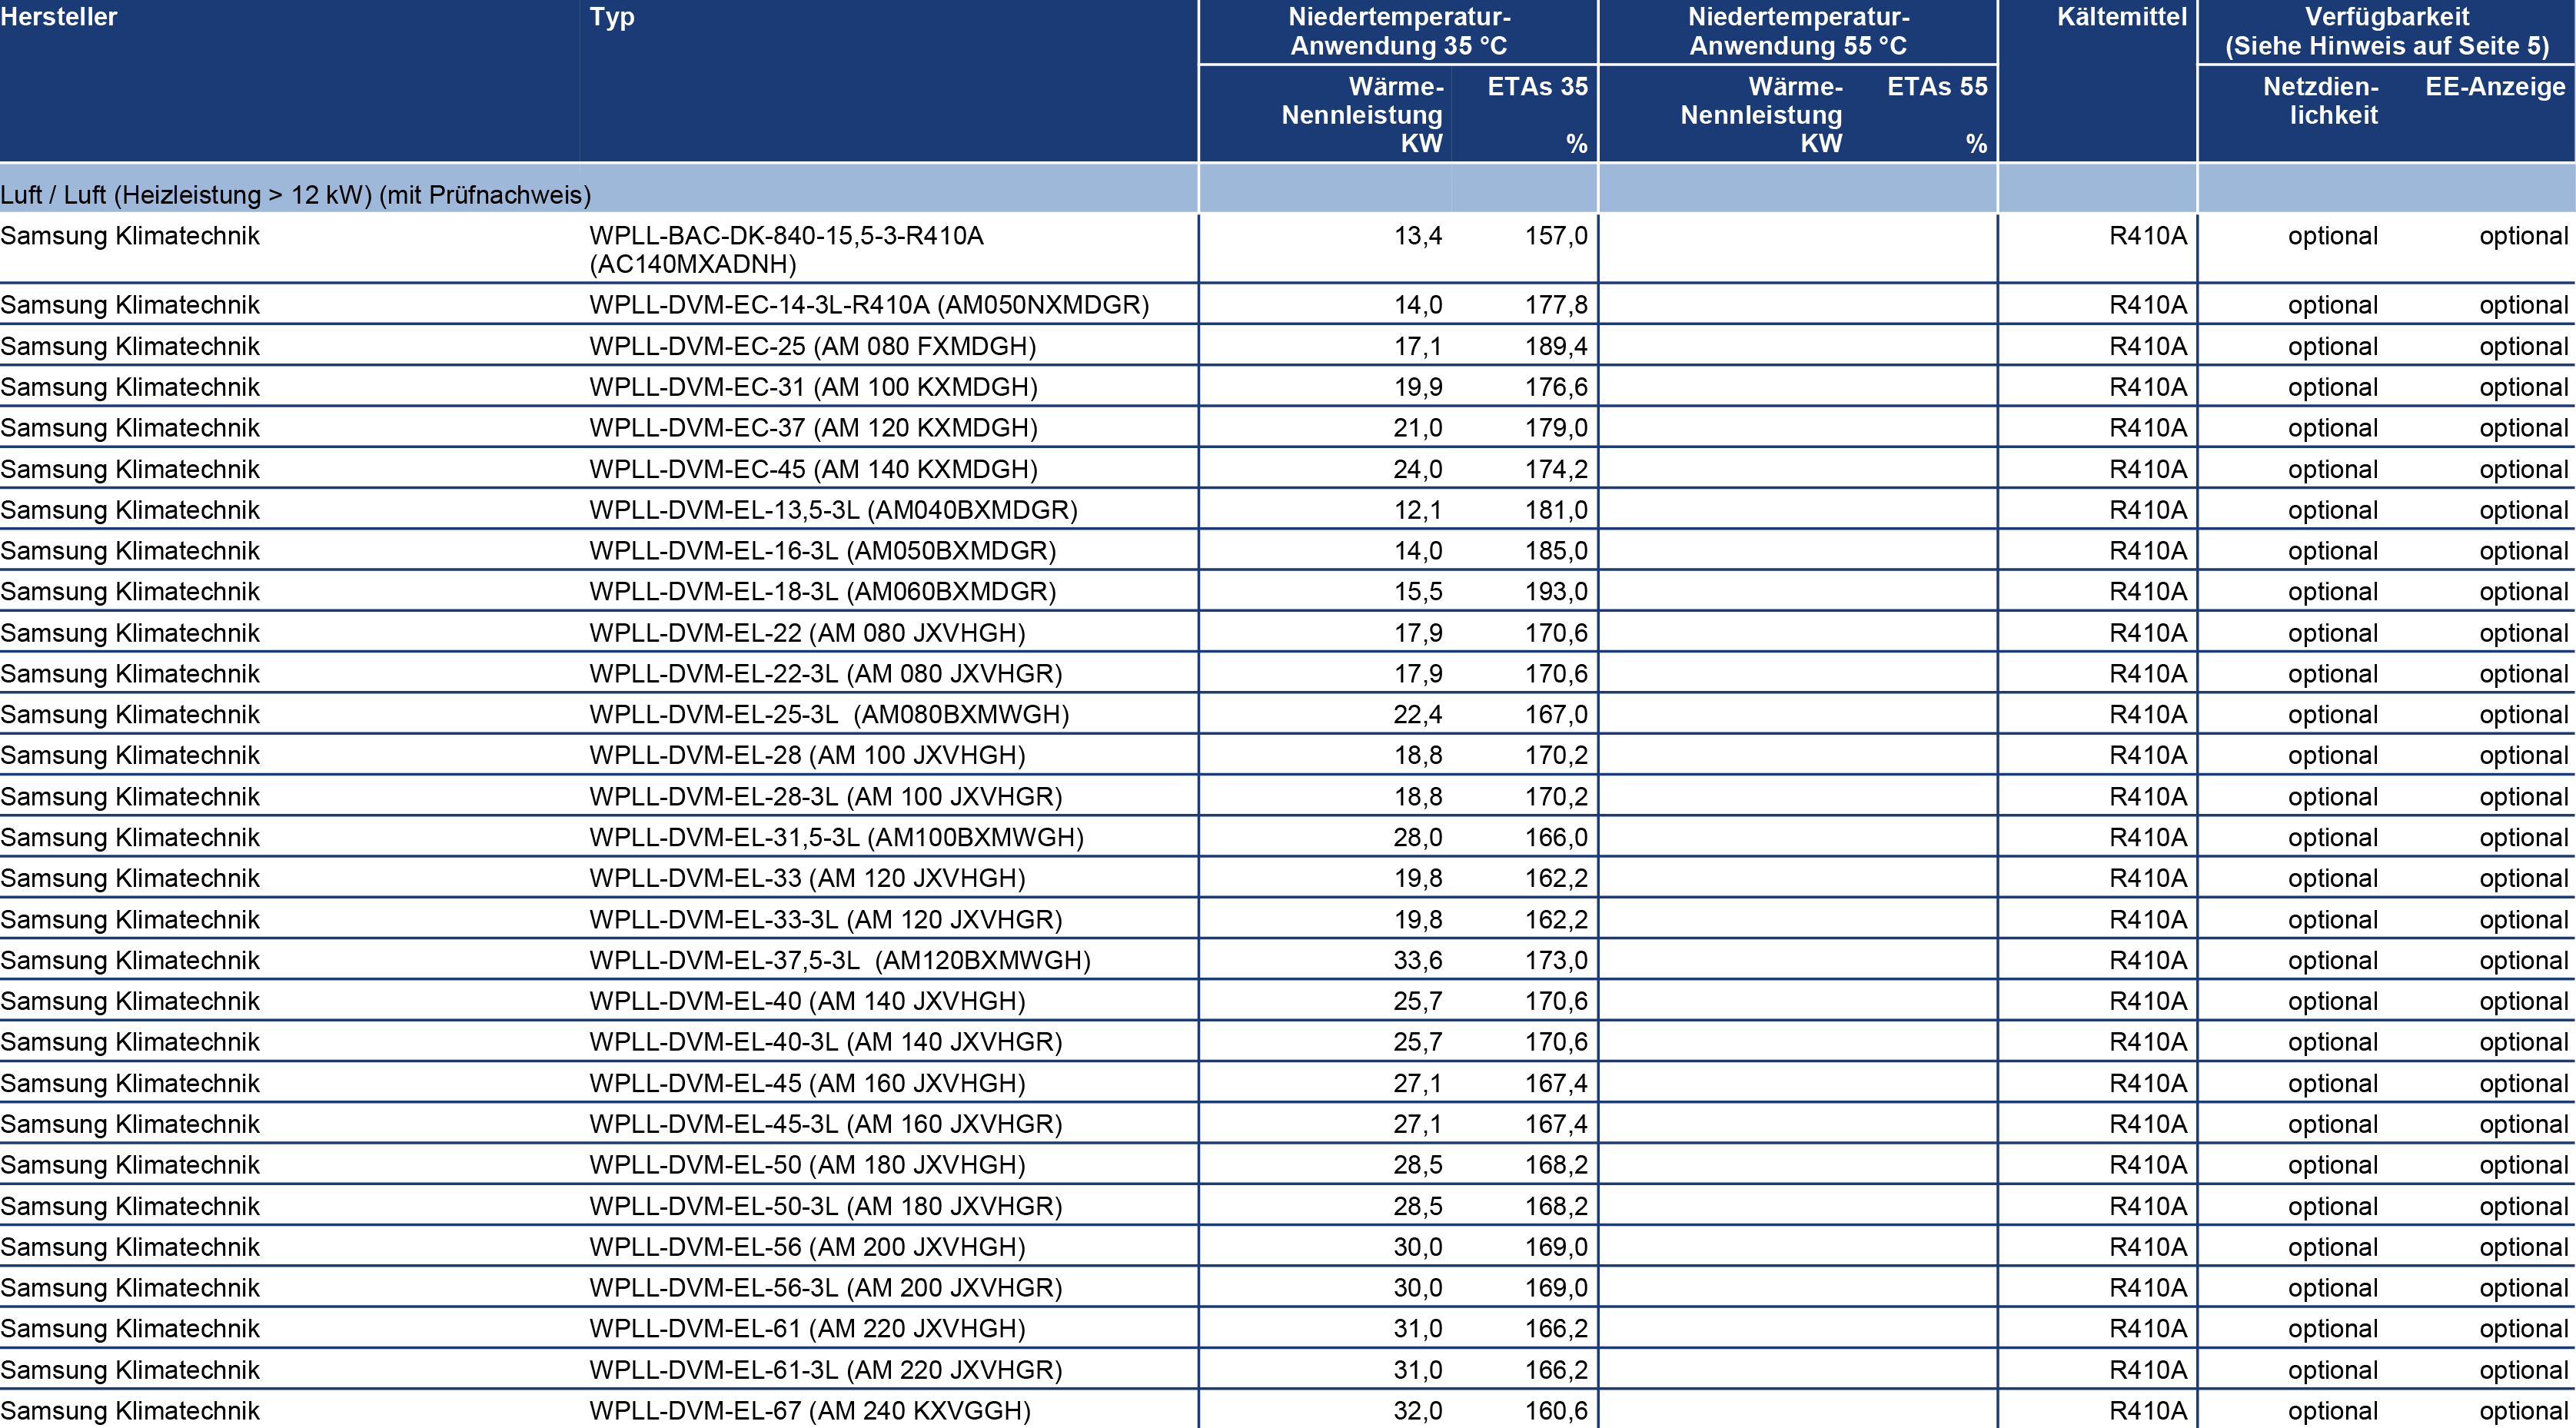 Hersteller Typ Niedertemperatur-Anwendung 35 °C Niedertemperatur-Anwendung 55 °C Kältemittel Verfügbarkeit (Siehe Hinweis auf Seite 5)
Wärme-Nennleistung KW ETAs 35 % Wärme-Nennleistung KW ETAs 55 % Netzdien-lichkeit EE-Anzeige
Luft / Luft (Heizleistung > 12 kW) (mit Prüfnachweis)
Samsung Klimatechnik WPLL-BAC-DK-840-15,5-3-R410A (AC140MXADNH) 13,4 157,0 R410A optional optional
Samsung Klimatechnik WPLL-DVM-EC-14-3L-R410A (AM050NXMDGR) 14,0 177,8 R410A optional optional
Samsung Klimatechnik WPLL-DVM-EC-25 (AM 080 FXMDGH) 17,1 189,4 R410A optional optional
Samsung Klimatechnik WPLL-DVM-EC-31 (AM 100 KXMDGH) 19,9 176,6 R410A optional optional
Samsung Klimatechnik WPLL-DVM-EC-37 (AM 120 KXMDGH) 21,0 179,0 R410A optional optional
Samsung Klimatechnik WPLL-DVM-EC-45 (AM 140 KXMDGH) 24,0 174,2 R410A optional optional
Samsung Klimatechnik WPLL-DVM-EL-13,5-3L (AM040BXMDGR) 12,1 181,0 R410A optional optional
Samsung Klimatechnik WPLL-DVM-EL-16-3L (AM050BXMDGR) 14,0 185,0 R410A optional optional
Samsung Klimatechnik WPLL-DVM-EL-18-3L (AM060BXMDGR) 15,5 193,0 R410A optional optional
Samsung Klimatechnik WPLL-DVM-EL-22 (AM 080 JXVHGH) 17,9 170,6 R410A optional optional
Samsung Klimatechnik WPLL-DVM-EL-22-3L (AM 080 JXVHGR) 17,9 170,6 R410A optional optional
Samsung Klimatechnik WPLL-DVM-EL-25-3L  (AM080BXMWGH) 22,4 167,0 R410A optional optional
Samsung Klimatechnik WPLL-DVM-EL-28 (AM 100 JXVHGH) 18,8 170,2 R410A optional optional
Samsung Klimatechnik WPLL-DVM-EL-28-3L (AM 100 JXVHGR) 18,8 170,2 R410A optional optional
Samsung Klimatechnik WPLL-DVM-EL-31,5-3L (AM100BXMWGH) 28,0 166,0 R410A optional optional
Samsung Klimatechnik WPLL-DVM-EL-33 (AM 120 JXVHGH) 19,8 162,2 R410A optional optional
Samsung Klimatechnik WPLL-DVM-EL-33-3L (AM 120 JXVHGR) 19,8 162,2 R410A optional optional
Samsung Klimatechnik WPLL-DVM-EL-37,5-3L  (AM120BXMWGH) 33,6 173,0 R410A optional optional
Samsung Klimatechnik WPLL-DVM-EL-40 (AM 140 JXVHGH) 25,7 170,6 R410A optional optional
Samsung Klimatechnik WPLL-DVM-EL-40-3L (AM 140 JXVHGR) 25,7 170,6 R410A optional optional
Samsung Klimatechnik WPLL-DVM-EL-45 (AM 160 JXVHGH) 27,1 167,4 R410A optional optional
Samsung Klimatechnik WPLL-DVM-EL-45-3L (AM 160 JXVHGR) 27,1 167,4 R410A optional optional
Samsung Klimatechnik WPLL-DVM-EL-50 (AM 180 JXVHGH) 28,5 168,2 R410A optional optional
Samsung Klimatechnik WPLL-DVM-EL-50-3L (AM 180 JXVHGR) 28,5 168,2 R410A optional optional
Samsung Klimatechnik WPLL-DVM-EL-56 (AM 200 JXVHGH) 30,0 169,0 R410A optional optional
Samsung Klimatechnik WPLL-DVM-EL-56-3L (AM 200 JXVHGR) 30,0 169,0 R410A optional optional
Samsung Klimatechnik WPLL-DVM-EL-61 (AM 220 JXVHGH) 31,0 166,2 R410A optional optional
Samsung Klimatechnik WPLL-DVM-EL-61-3L (AM 220 JXVHGR) 31,0 166,2 R410A optional optional
Samsung Klimatechnik WPLL-DVM-EL-67 (AM 240 KXVGGH) 32,0 160,6 R410A optional optional